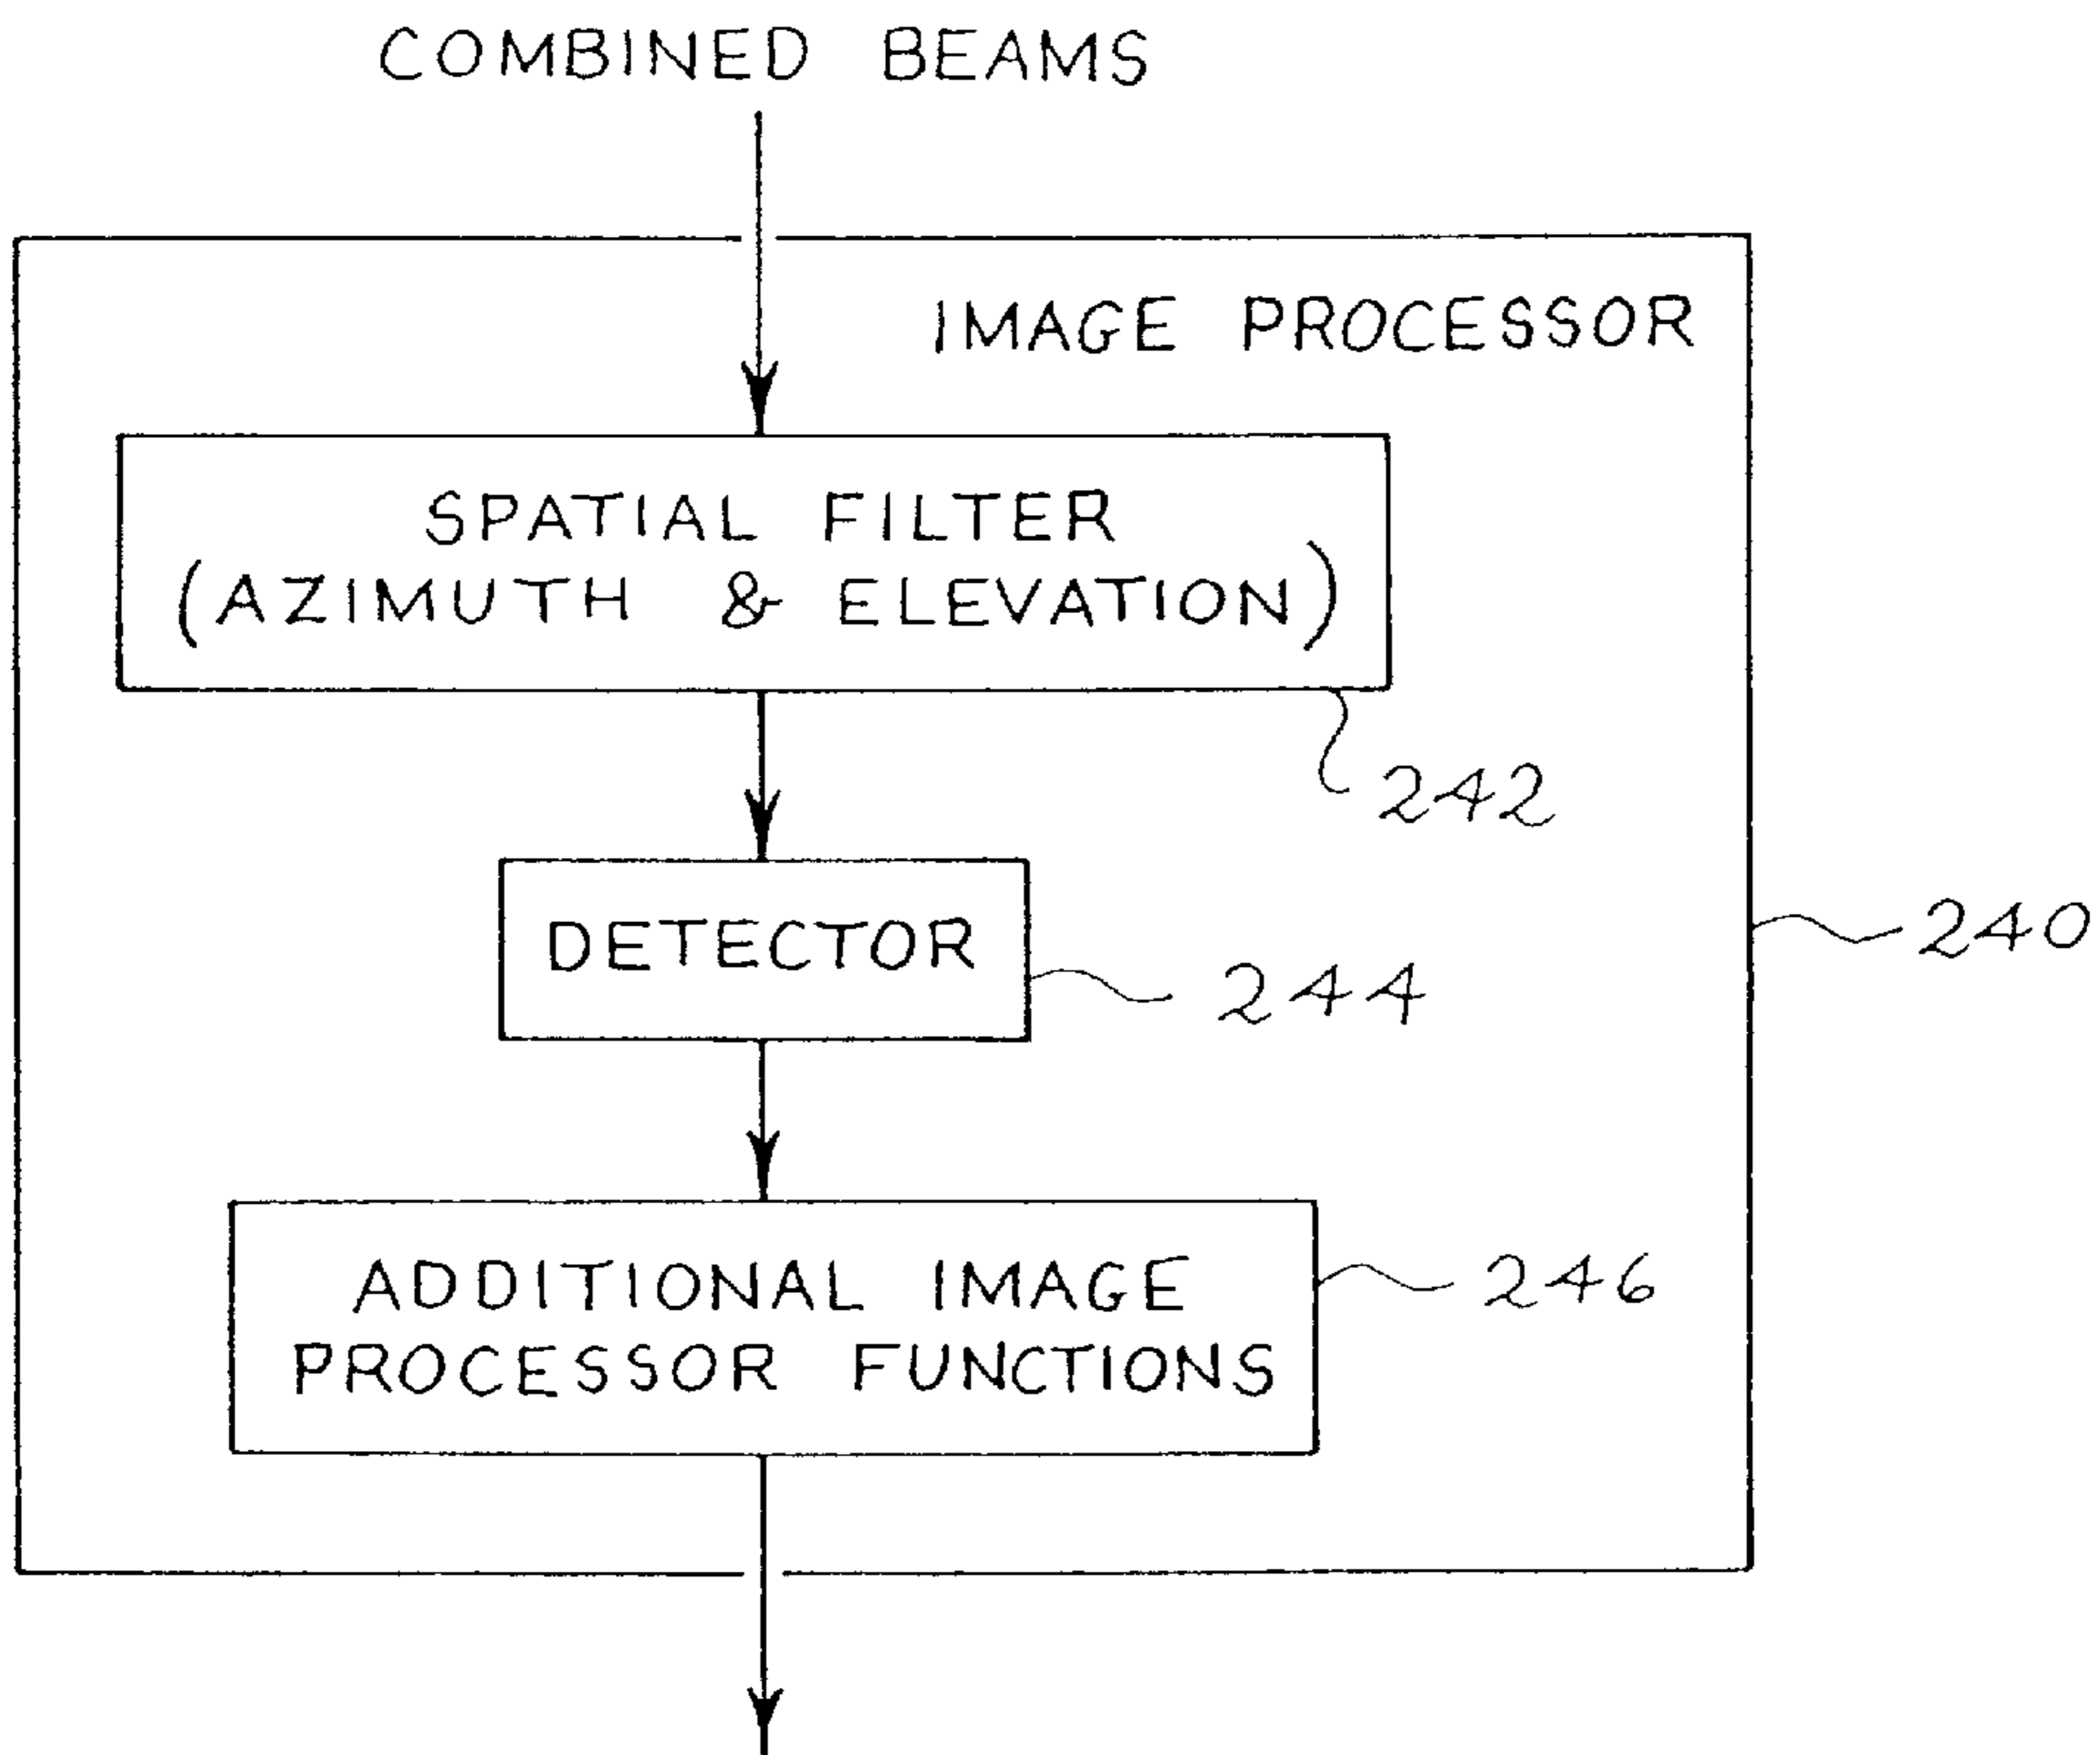 COMBINED BEAMS
IMAGE PROCESSOR
SPATIAL FILTER
(AZIMUTH & ELEVATION)
242
DETECTOR
240
244
ADDITIONAL IMAGE
246
PROCESSOR FUNCTIONS